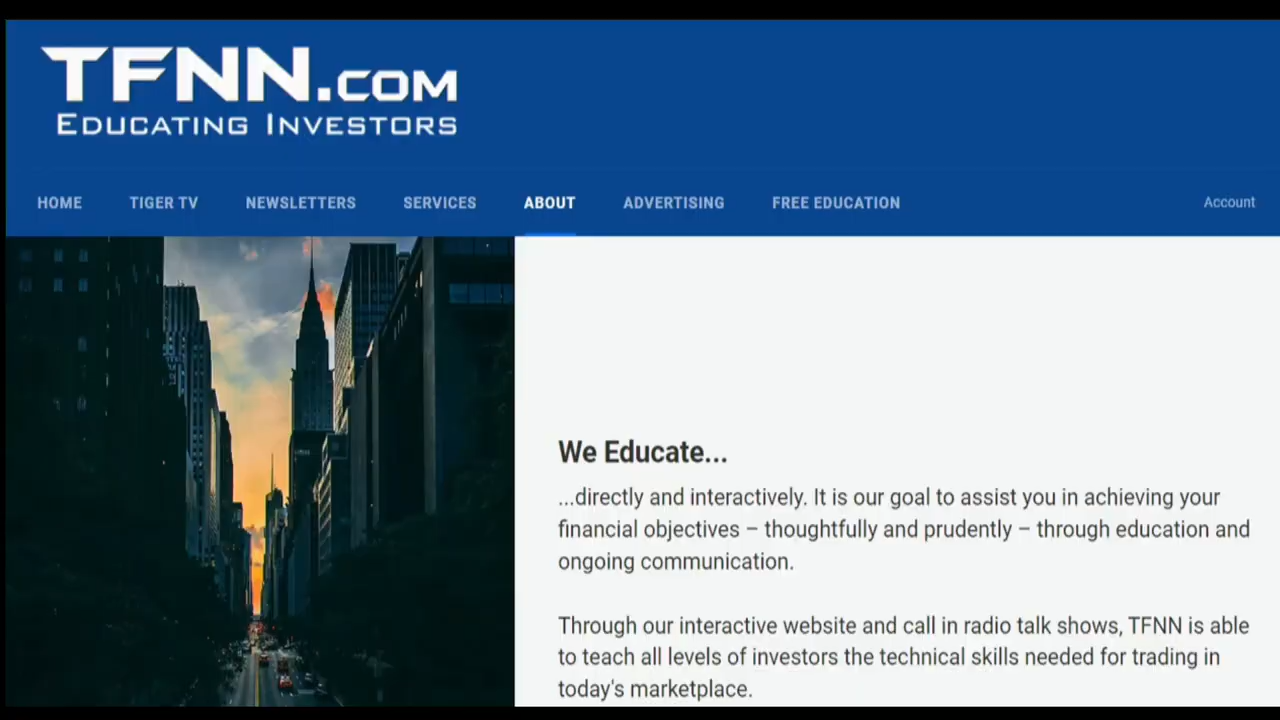 TFNN.COM
EDUCATING INVESTORS
HOME TIGER TV NEWSLETTERS SERVICES ABOUT ADVERTISING FREE EDUCATION Account
We Educate...
...directly and interactively. It is our goal to assist you in achieving your
financial objectives – thoughtfully and prudently – through education and
ongoing communication.
Through our interactive website and call in radio talk shows, TFNN is able
to teach all levels of investors the technical skills needed for trading in
today's marketplace.